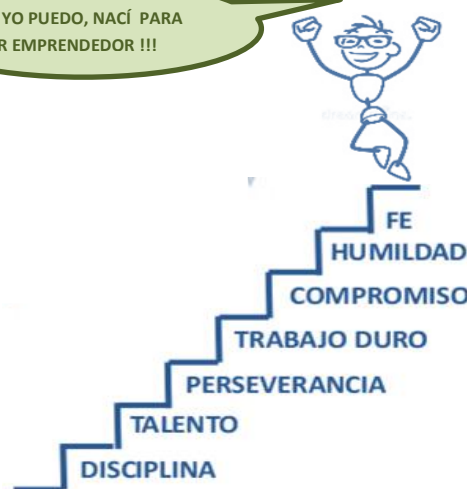 YO PUEDO, NACÍ PARA
R EMPRENDEDOR !!!
FE
HUMILDAD
COMPROMISO
TRABAJO DURO
PERSEVERANCIA
TALENTO
DISCIPLINA